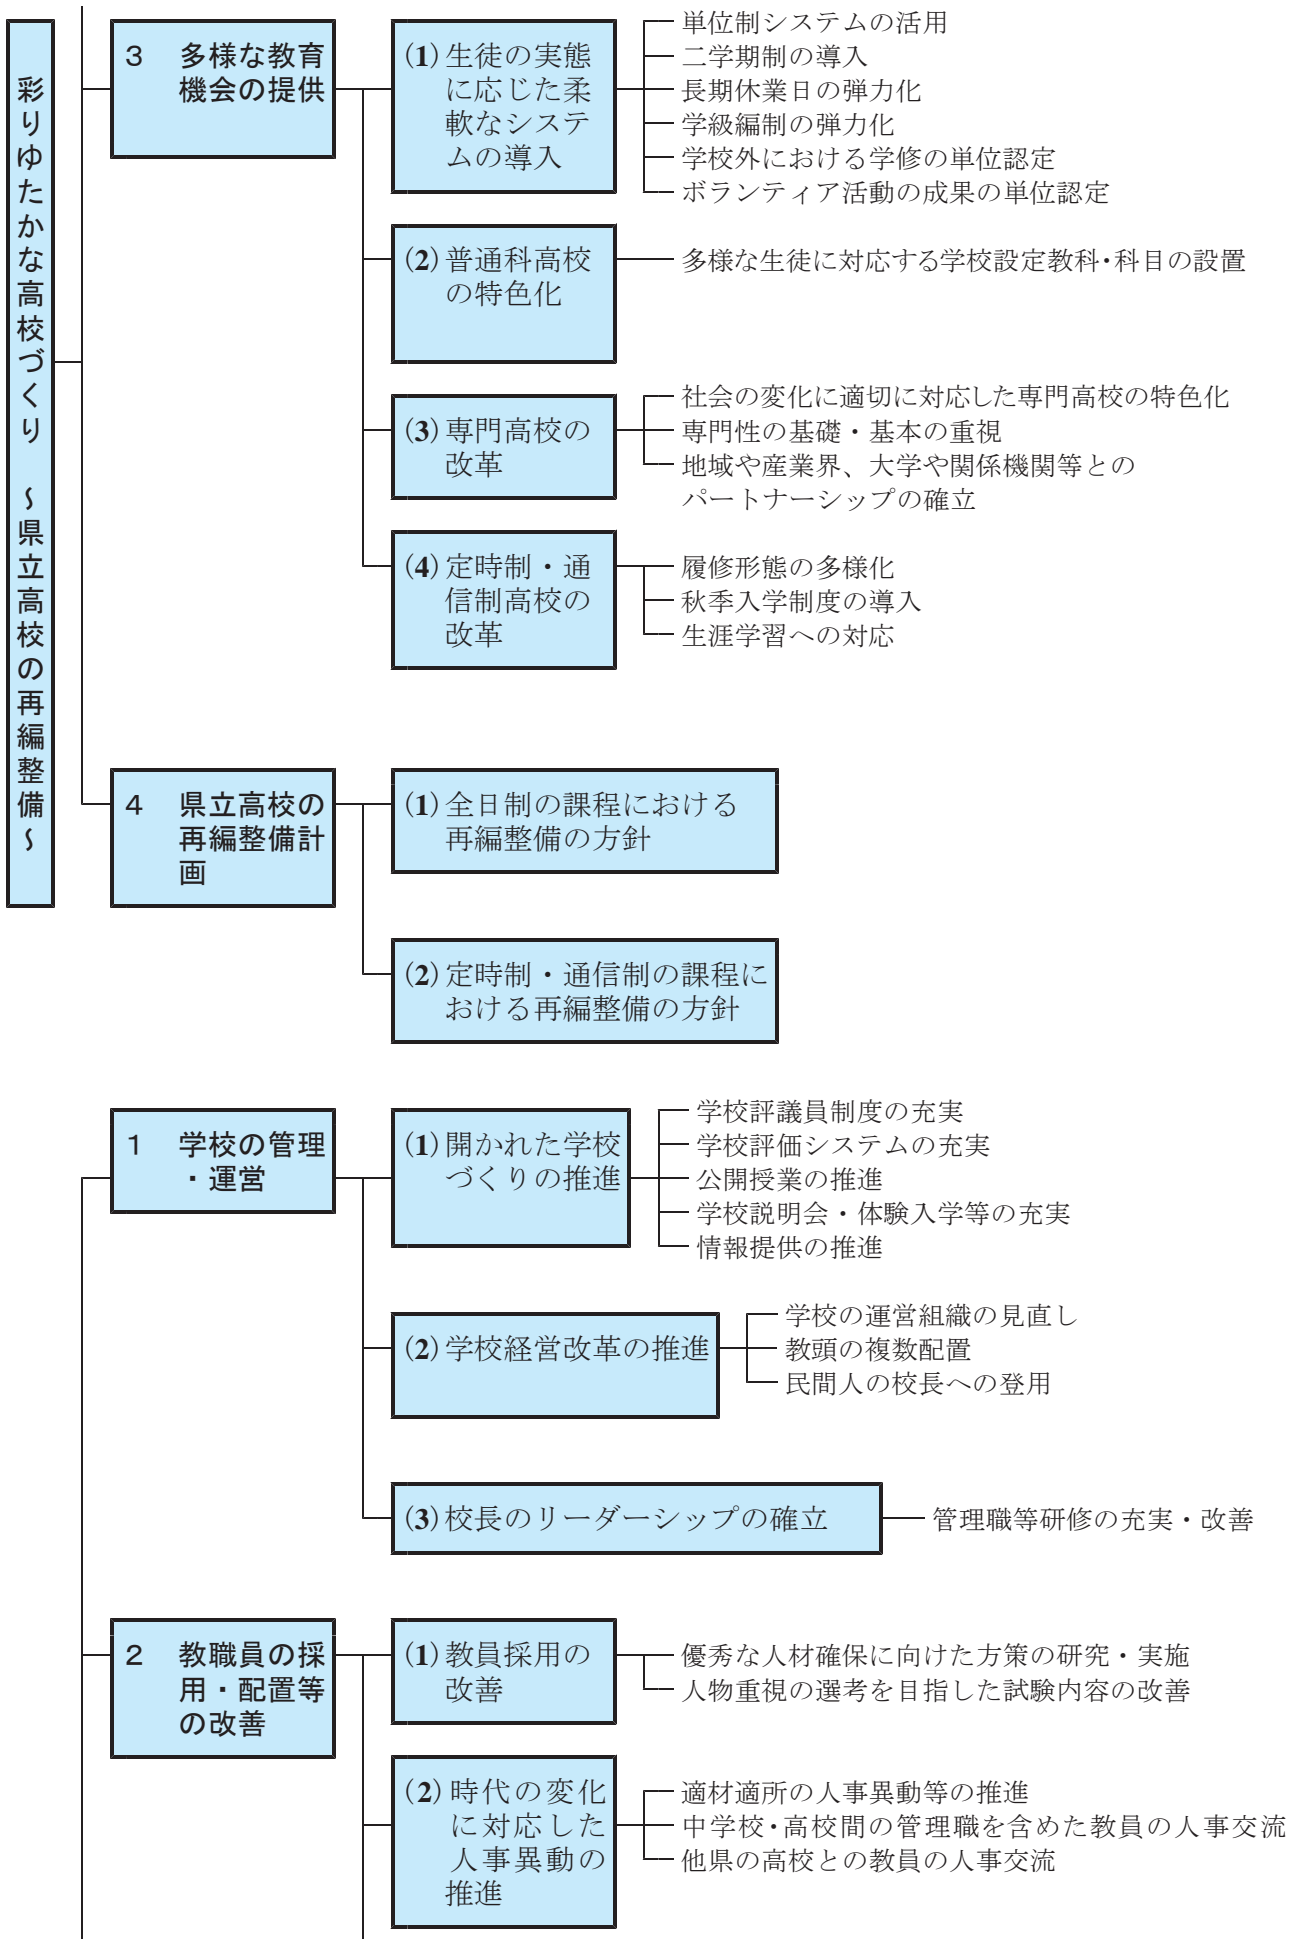 彩りゆたかな高校づくり　～県立高校の再編整備～
３　多様な教育
機会の提供
(1)生徒の実態
に応じた柔
軟なシステ
ムの導入
単位制システムの活用
二学期制の導入
長期休業日の弾力化
学級編制の弾力化
学校外における学修の単位認定
ボランティア活動の成果の単位認定
(2)普通科高校
の特色化
多様な生徒に対応する学校設定教科・科目の設置
(3)専門高校の
改革
社会の変化に適切に対応した専門高校の特色化
専門性の基礎・基本の重視
地域や産業界、大学や関係機関等との
パートナーシップの確立
(4)定時制・通
信制高校の
改革
履修形態の多様化
秋季入学制度の導入
生涯学習への対応
４　県立高校の
再編整備計
画
(1)全日制の課程における
再編整備の方針
(2)定時制・通信制の課程に
おける再編整備の方針
１　学校の管理
・運営
(1)開かれた学校
づくりの推進
学校評議員制度の充実
学校評価システムの充実
公開授業の推進
学校説明会・体験入学等の充実
情報提供の推進
(2)学校経営改革の推進
学校の運営組織の見直し
教頭の複数配置
民間人の校長への登用
(3)校長のリーダーシップの確立
管理職等研修の充実・改善
２　教職員の採
用・配置等
の改善
(1)教員採用の
改善
優秀な人材確保に向けた方策の研究・実施
人物重視の選考を目指した試験内容の改善
(2)時代の変化
に対応した
人事異動の
推進
適材適所の人事異動等の推進
中学校・高校間の管理職を含めた教員の人事交流
他県の高校との教員の人事交流